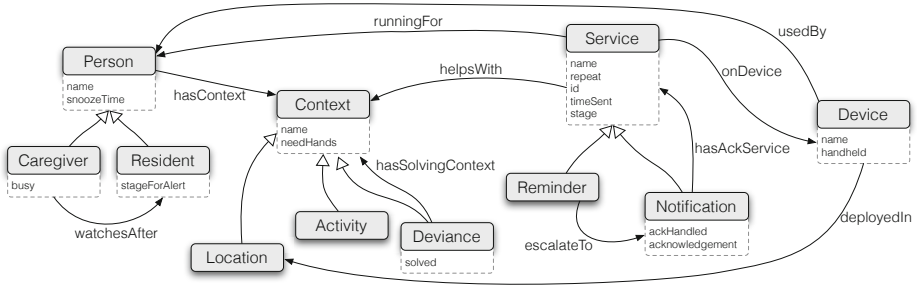 runningFor
usedBy
Service
Person
name
repeat
id
timeSent
stage
helpsWith
onDevice
name
snoozeTime
hasContext
Context
name
needHands
Device
name
handheld
Caregiver
busy
Resident
stageForAlert
hasSolvingContext
hasAckService
Reminder
Notification
ackHandled
acknowledgement
watchesAfter
Activity
Deviance
solved
escalateTo
deployedIn
Location